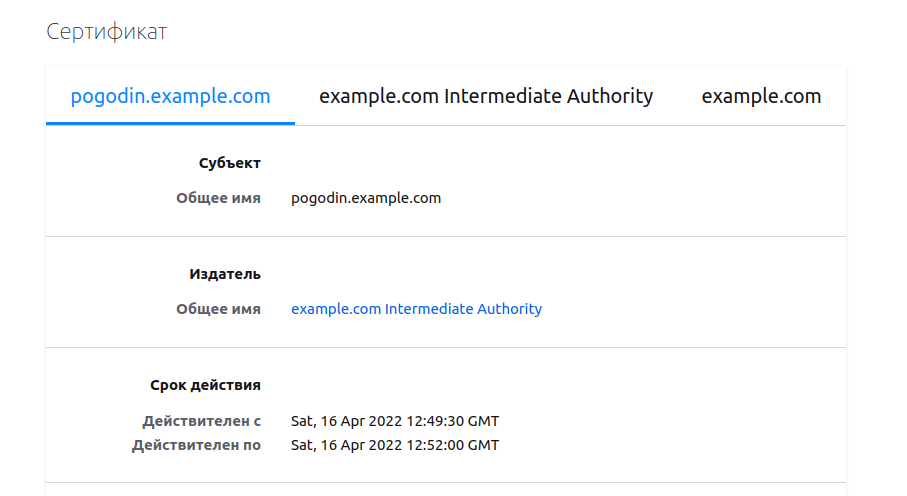 Сертификат
pogodin.example.com example.com Intermediate Authority example.com
Субъект
Общее имя pogodin.example.com
Издатель
Общее имя example.com Intermediate Authority
Срок действия
Действителен с Sat, 16 Apr 2022 12:49:30 GMT
Действителен по Sat, 16 Apr 2022 12:52:00 GMT